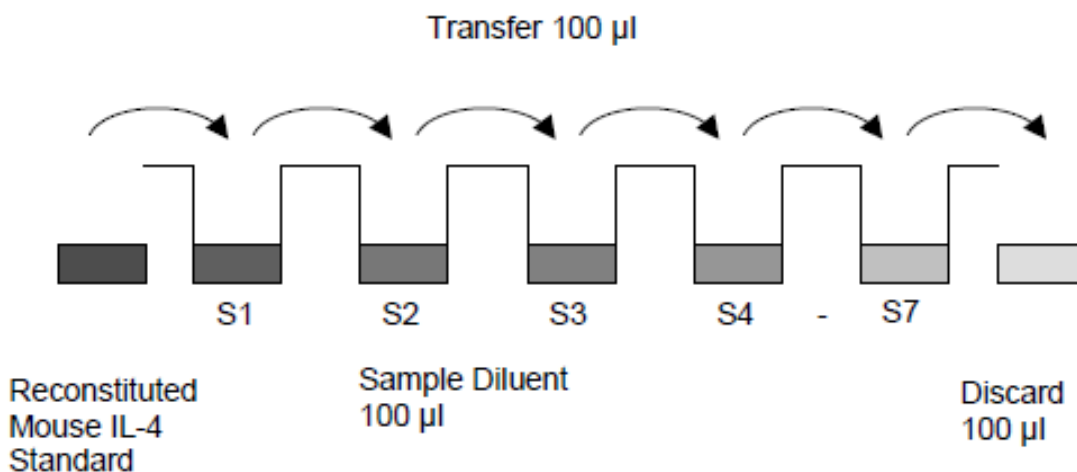 Transfer 100 µl
S1 S2 S3 S4 - S7
Reconstituted
Mouse IL-4
Standard
Sample Diluent
100 µl
Discard
100 µl